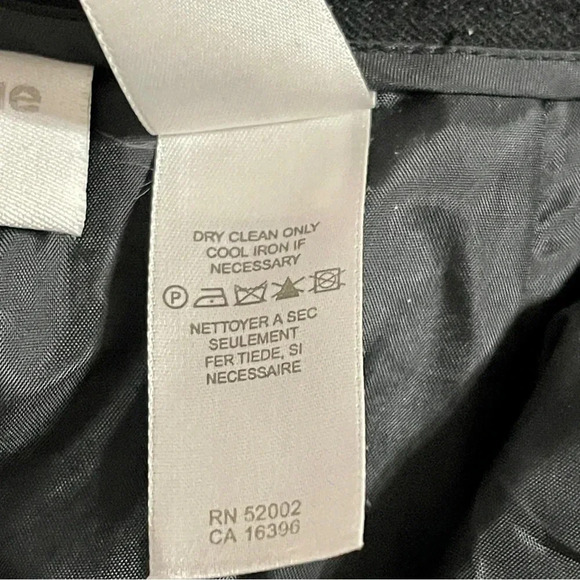 DRY CLEAN ONLY
COOL IRON IF
NECESSARY
P
NETTOYER A SEC
SEULEMENT
FER TIEDE, SI
NECESSAIRE
RN 52002
CA 16396